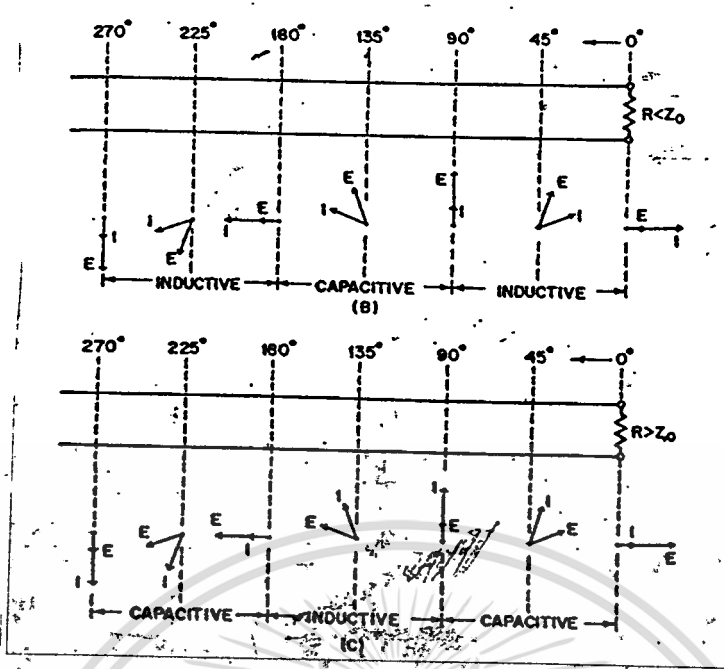 270° 225° 180° 135° 90° 45° 0°
R<Z₀
E E E E
I I E I I E
I I
E E
INDUCTIVE CAPACITIVE INDUCTIVE
(B)
270° 225° 180° 135° 90° 45° 0°
R>Z₀
I I I
E E E E E I
E I E
I I
CAPACITIVE INDUCTIVE CAPACITIVE
(C)